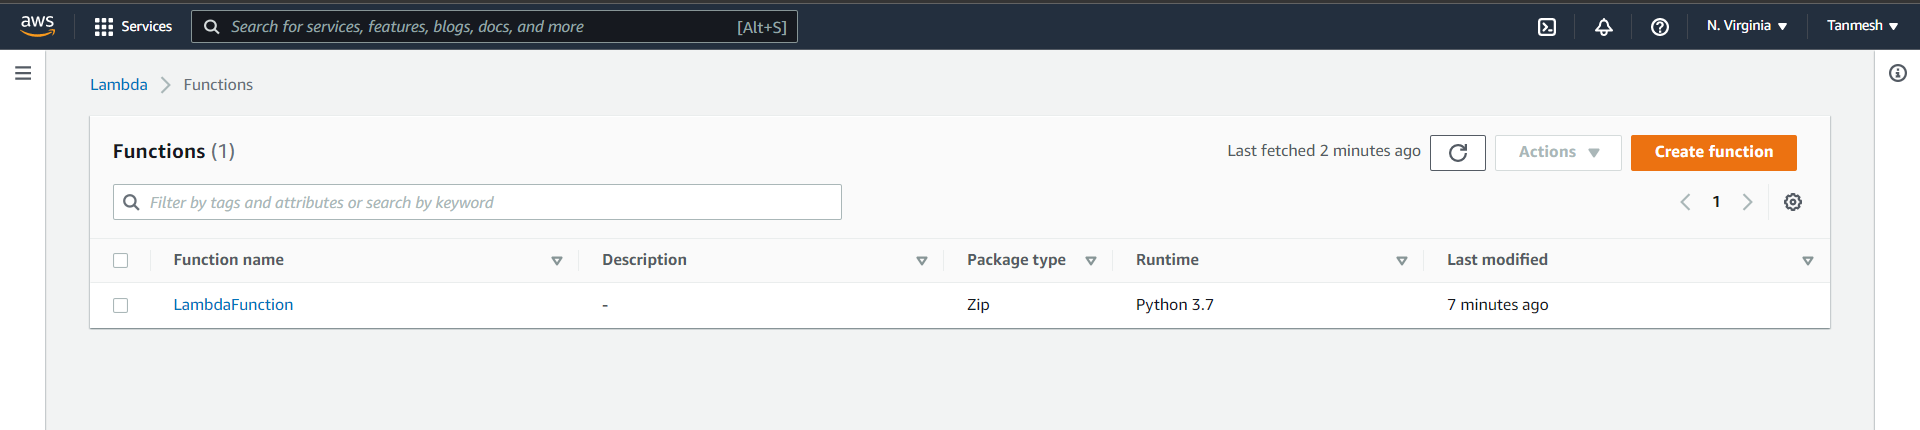 aws Services Search for services, features, blogs, docs, and more [Alt+S] N. Virginia Tanmesh
Lambda Functions
Functions (1) Last fetched 2 minutes ago Actions Create function
Filter by tags and attributes or search by keyword 1
Function name Description Package type Runtime Last modified
LambdaFunction - Zip Python 3.7 7 minutes ago